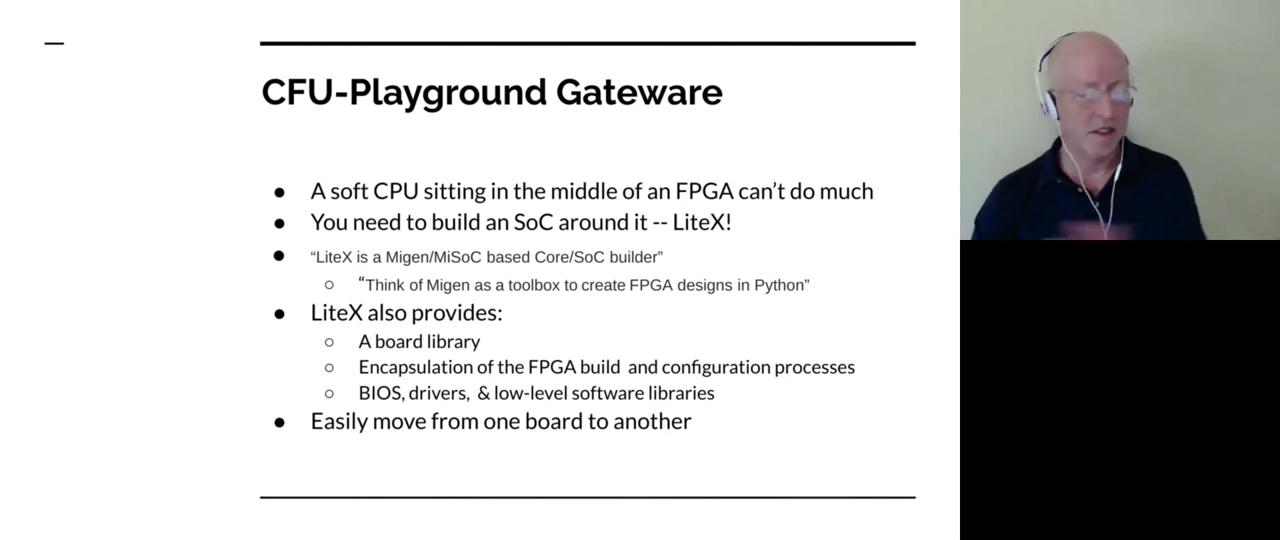 CFU-Playground Gateware
● A soft CPU sitting in the middle of an FPGA can’t do much
● You need to build an SoC around it -- LiteX!
● “LiteX is a Migen/MiSoC based Core/SoC builder”
○ “Think of Migen as a toolbox to create FPGA designs in Python”
● LiteX also provides:
○ A board library
○ Encapsulation of the FPGA build and configuration processes
○ BIOS, drivers, & low-level software libraries
● Easily move from one board to another